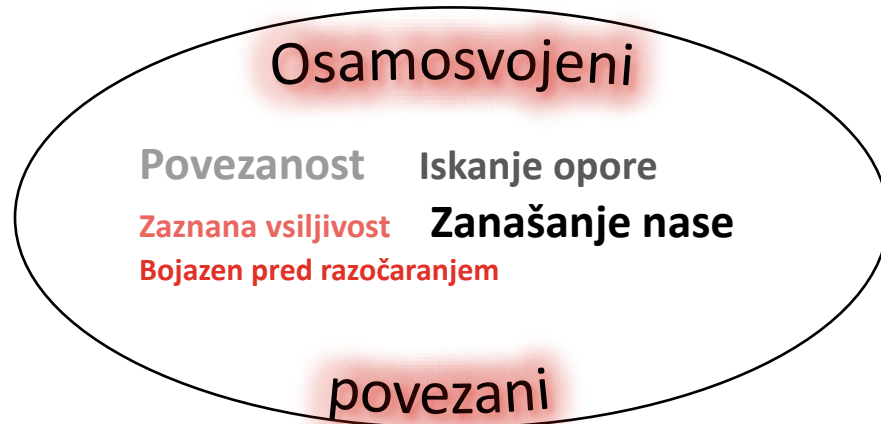 Osamosvojeni
Povezanost Iskanje opore
Zaznana vsiljivost Zanašanje nase
Bojazen pred razočaranjem
povezani